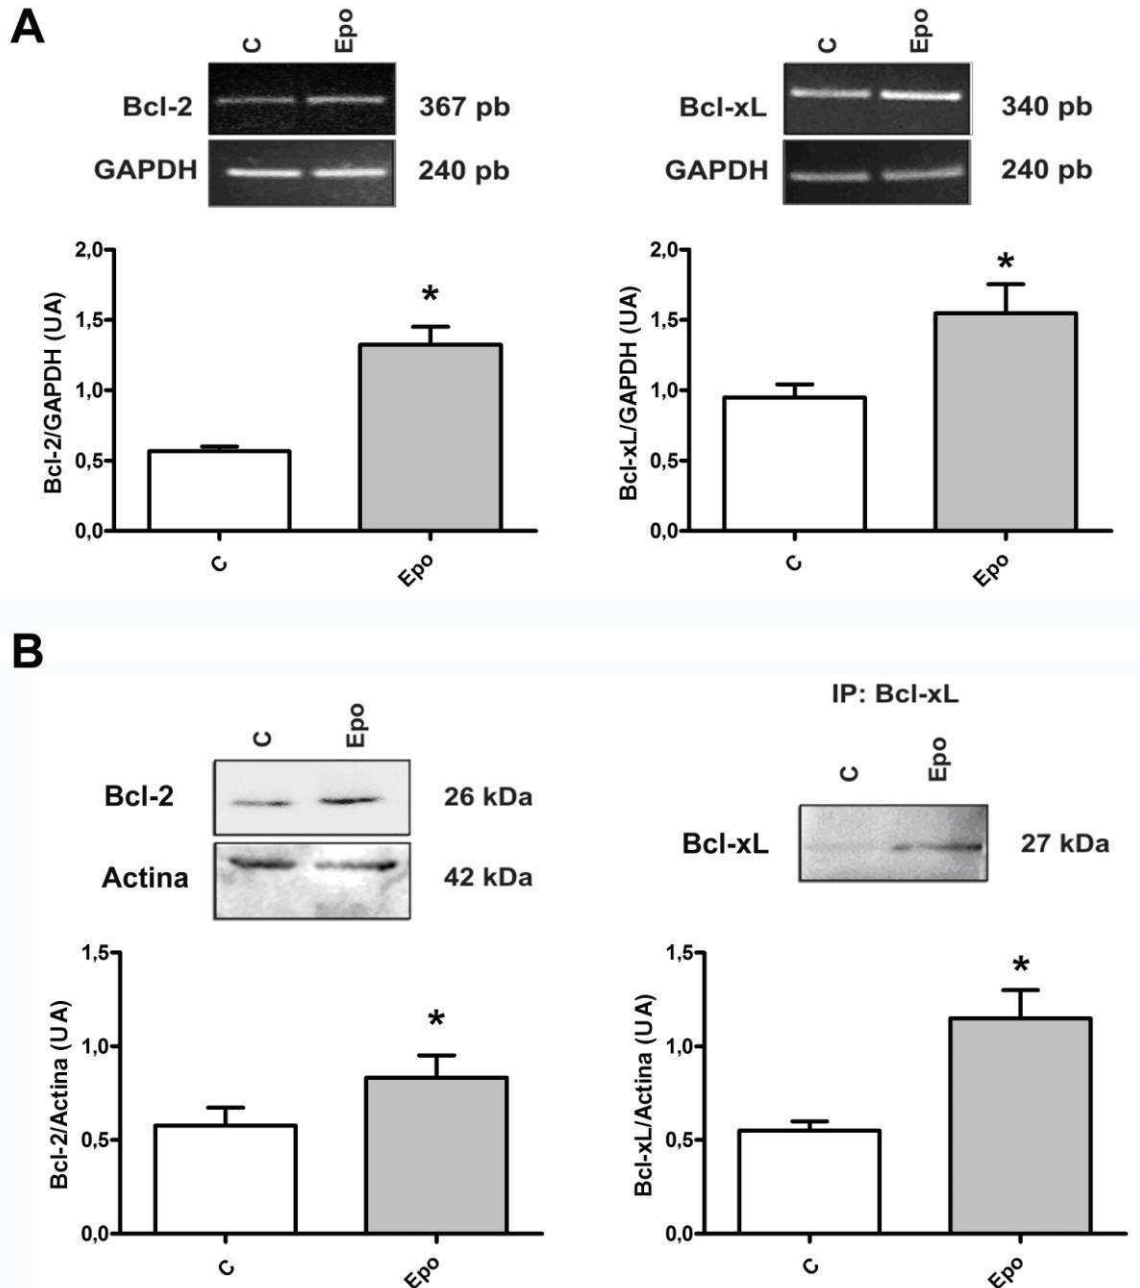 A
C Epo
Bcl-2 367 pb
GAPDH 240 pb
2,0
1,5
1,0
0,5
0,0
Bcl-2/GAPDH (UA)
*
C Epo
C Epo
Bcl-xL 340 pb
GAPDH 240 pb
2,0
1,5
1,0
0,5
0,0
Bcl-xL/GAPDH (UA)
*
C Epo
B
C Epo
Bcl-2 26 kDa
Actina 42 kDa
1,5
1,0
0,5
0,0
Bcl-2/Actina (UA)
*
C Epo
IP: Bcl-xL
C Epo
Bcl-xL 27 kDa
1,5
1,0
0,5
0,0
Bcl-xL/Actina (UA)
*
C Epo